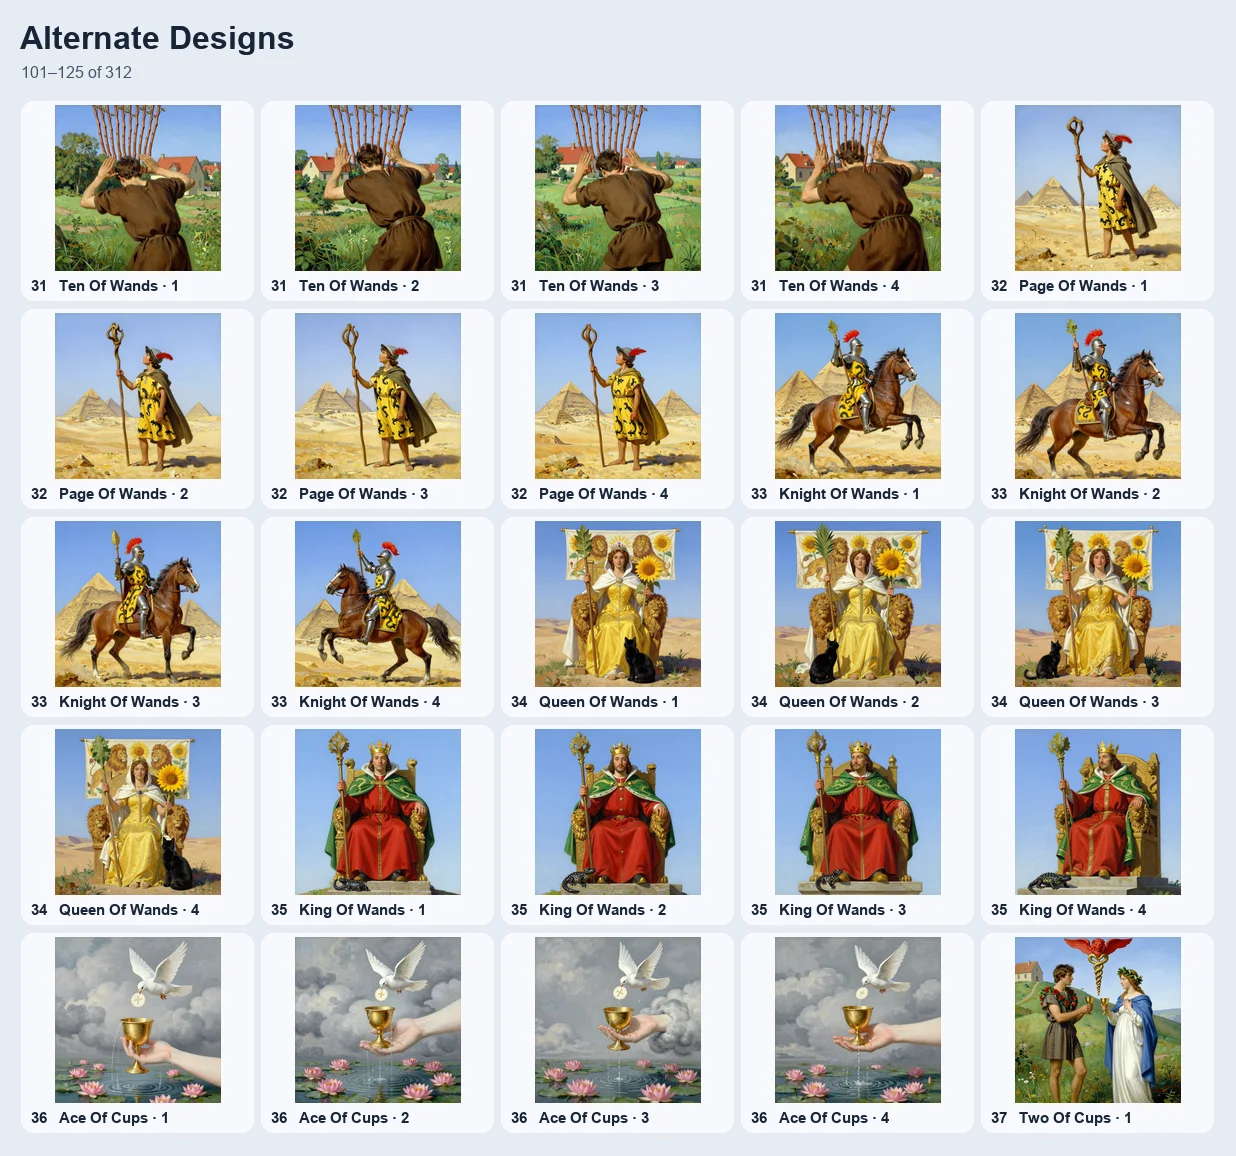 Alternate Designs
101–125 of 312
31 Ten Of Wands · 1
31 Ten Of Wands · 2
31 Ten Of Wands · 3
31 Ten Of Wands · 4
32 Page Of Wands · 1
32 Page Of Wands · 2
32 Page Of Wands · 3
32 Page Of Wands · 4
33 Knight Of Wands · 1
33 Knight Of Wands · 2
33 Knight Of Wands · 3
33 Knight Of Wands · 4
34 Queen Of Wands · 1
34 Queen Of Wands · 2
34 Queen Of Wands · 3
34 Queen Of Wands · 4
35 King Of Wands · 1
35 King Of Wands · 2
35 King Of Wands · 3
35 King Of Wands · 4
36 Ace Of Cups · 1
36 Ace Of Cups · 2
36 Ace Of Cups · 3
36 Ace Of Cups · 4
37 Two Of Cups · 1